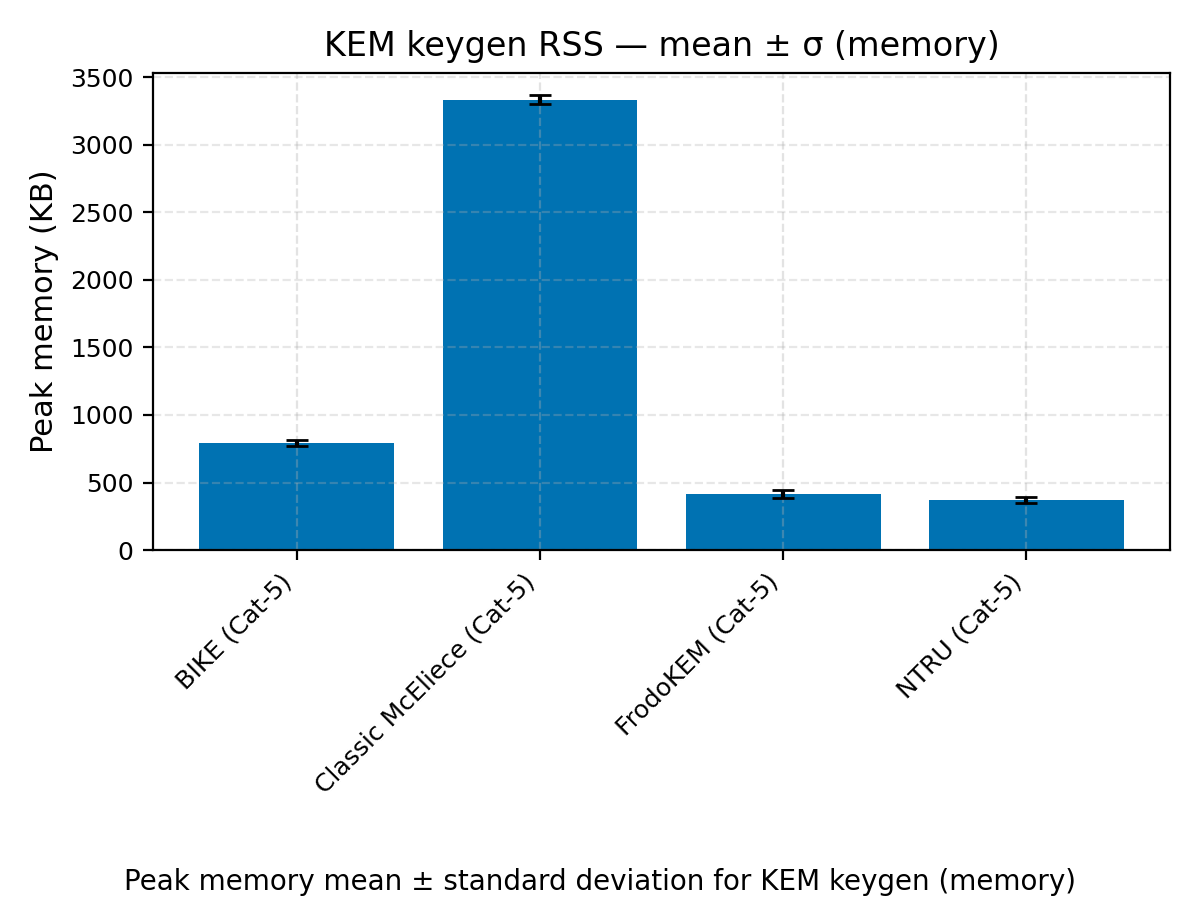 KEM keygen RSS — mean ± σ (memory)
Peak memory (KB)
3500
3000
2500
2000
1500
1000
500
0
BIKE (Cat-5)
Classic McEliece (Cat-5)
FrodoKEM (Cat-5)
NTRU (Cat-5)
Peak memory mean ± standard deviation for KEM keygen (memory)